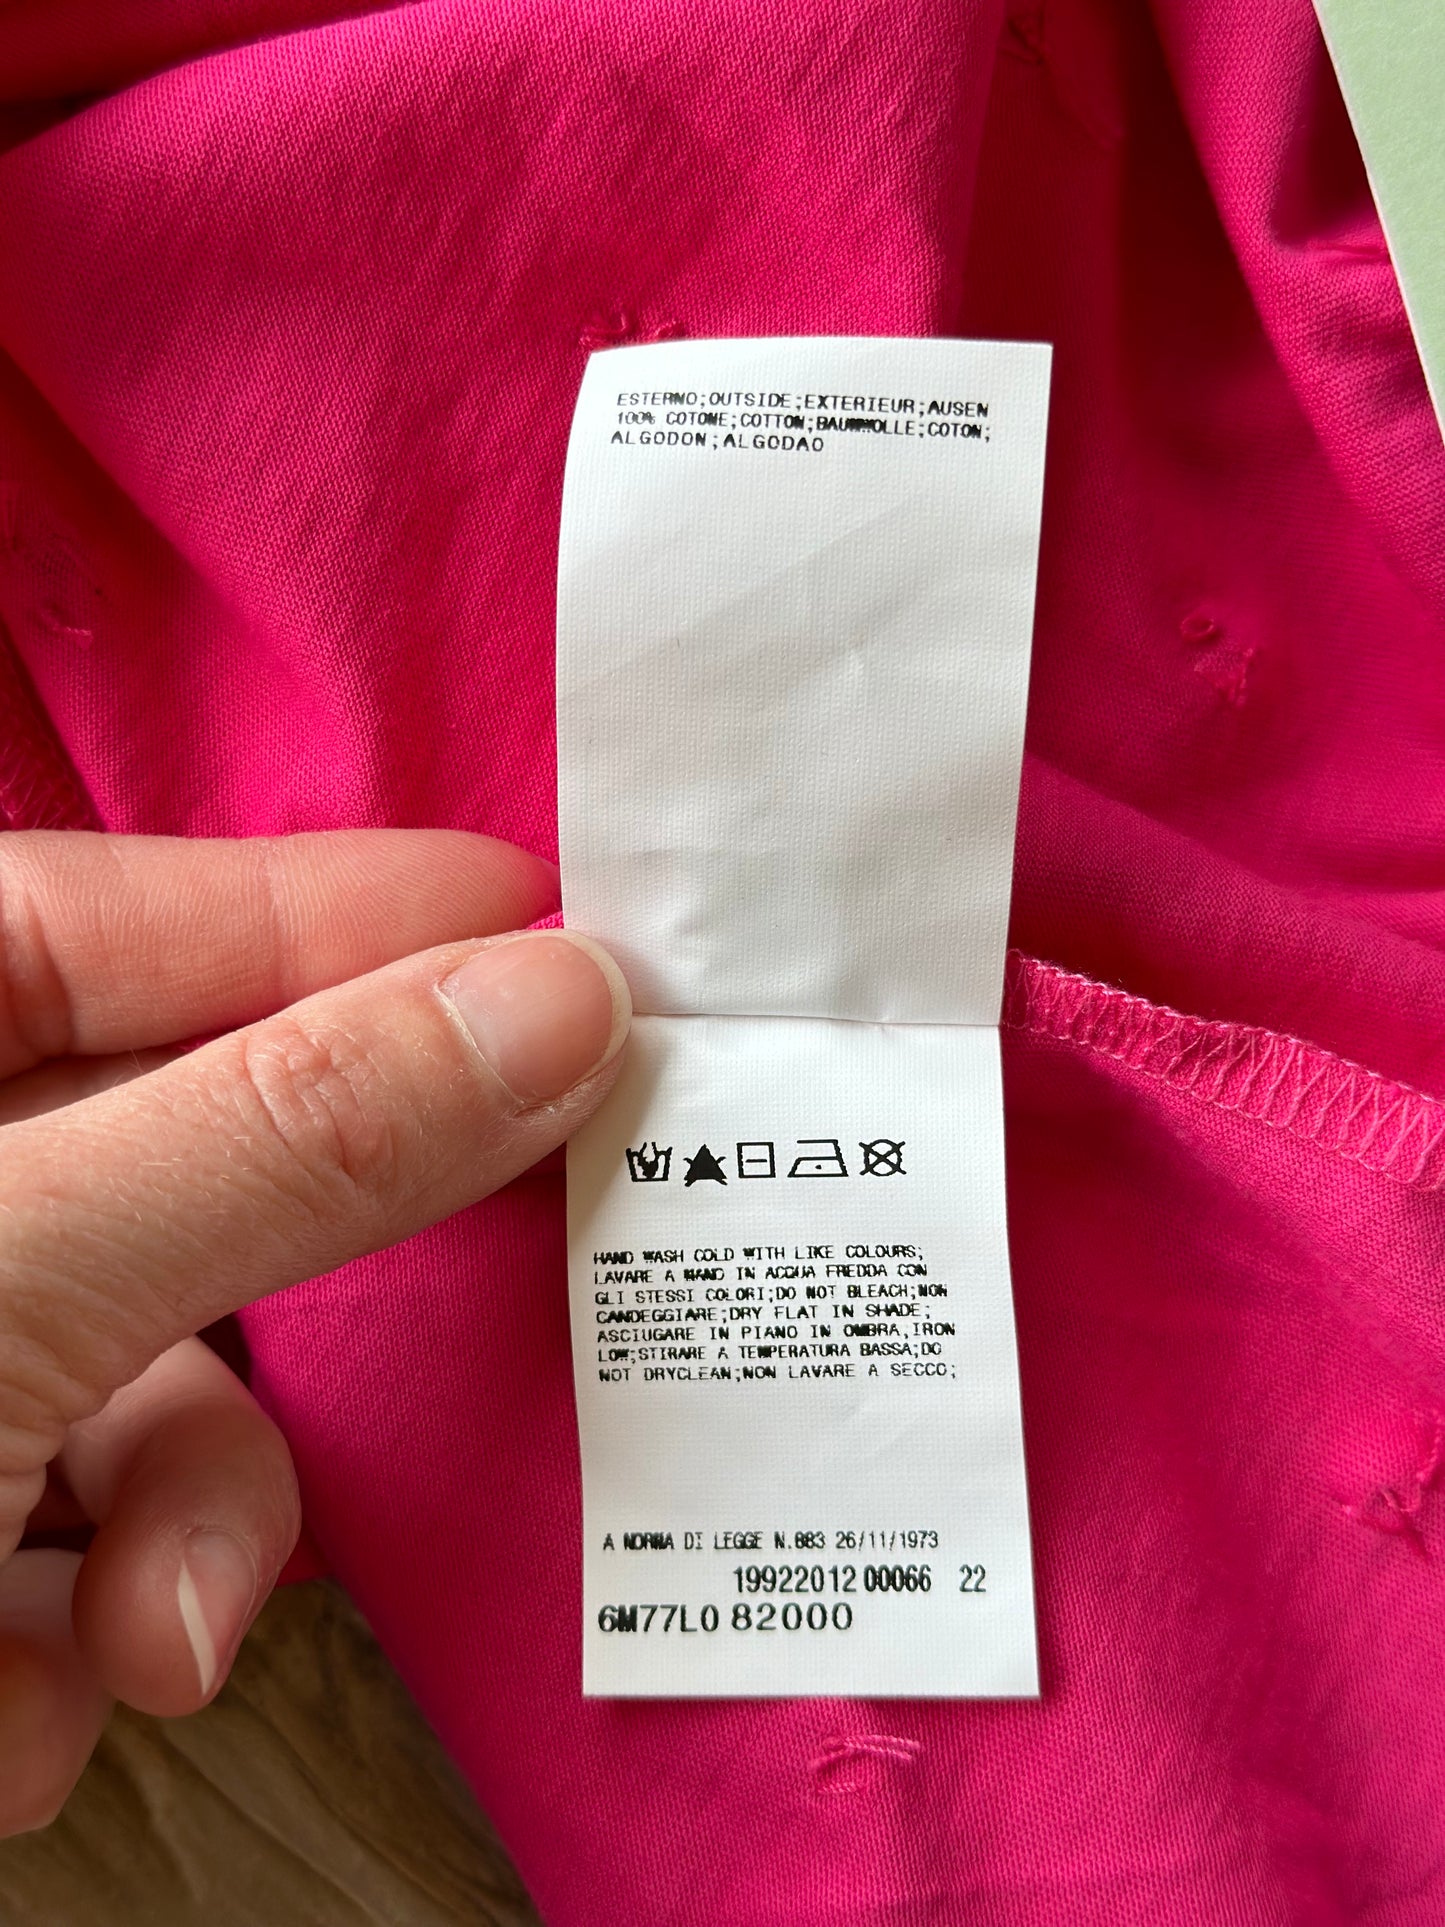 ESTERNO;OUTSIDE;EXTERIEUR;AUSEN
100% COTONE;COTTON;BAUMWOLLE;COTON;
ALGODON;ALGODAO
HAND WASH COLD WITH LIKE COLOURS;
LAVARE A MANO IN ACQUA FREDDA CON
GLI STESSI COLORI;DO NOT BLEACH;NON
CANDEGGIARE;DRY FLAT IN SHADE;
ASCIUGARE IN PIANO IN OMBRA,IRON
LOW;STIRARE A TEMPERATURA BASSA;DO
NOT DRYCLEAN;NON LAVARE A SECCO;
A NORMA DI LEGGE N.883 26/11/1973
19922012 00066 22
6M77L0 82000